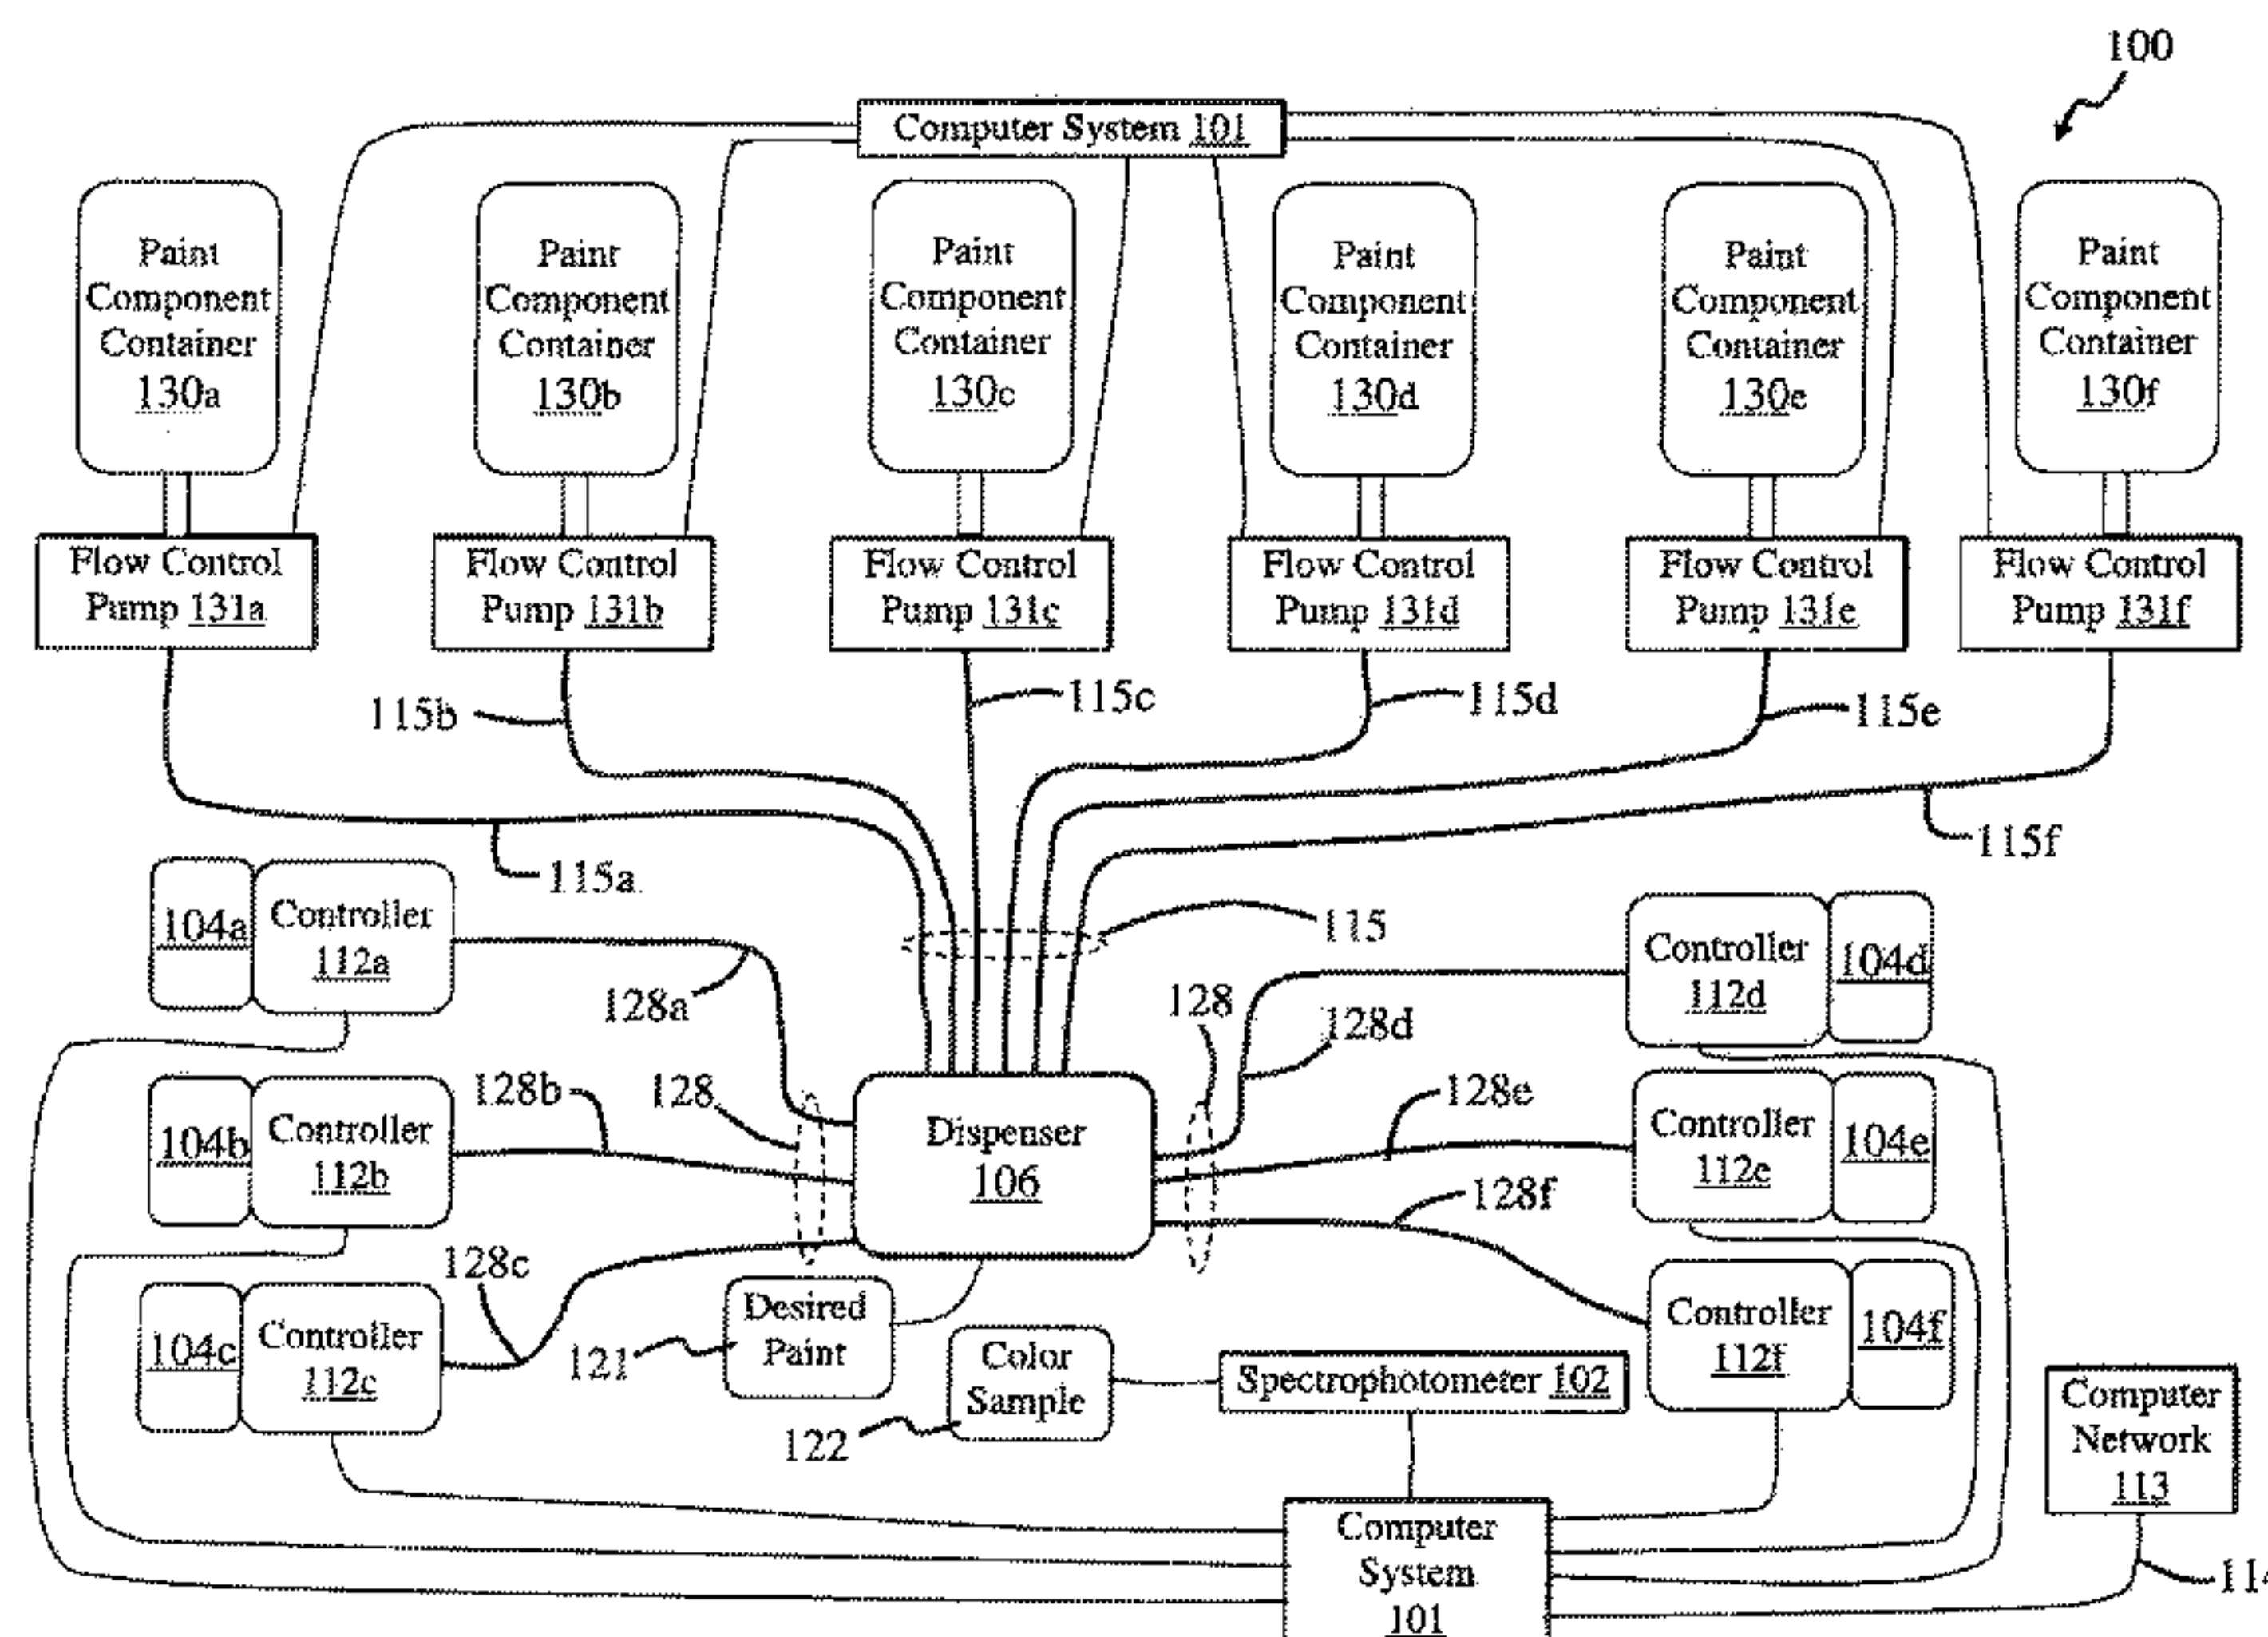 100
Computer System 101
Paint
Component
Container
130a
Paint
Component
Container
130b
Paint
Component
Container
130c
Paint
Component
Container
130d
Paint
Component
Container
130e
Paint
Component
Container
130f
Flow Control
Pump 131a
Flow Control
Pump 131b
Flow Control
Pump 131c
Flow Control
Pump 131d
Flow Control
Pump 131e
Flow Control
Pump 131f
115b
115c
115d
115e
115a
115f
115
104a
Controller
112a
128a
128
128d
Controller
112d
104d
104b
Controller
112b
128b
128
Dispenser
106
128e
Controller
112e
104e
128f
104c
Controller
112c
128c
121
Desired
Paint
Color
Sample
122
Spectrophotometer 102
Controller
112f
104f
Computer
Network
113
Computer
System
101